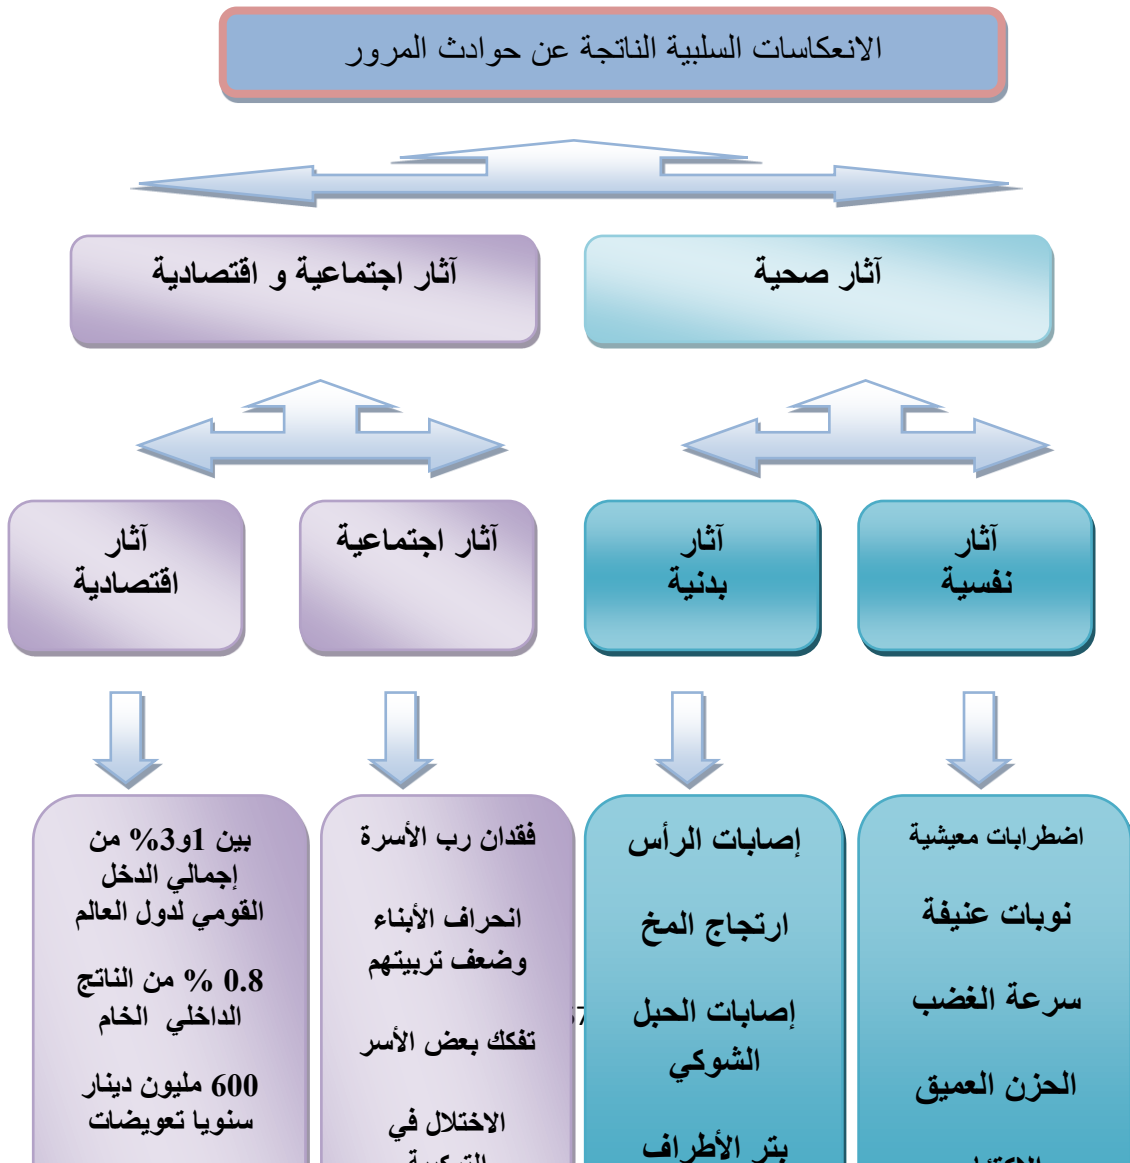 الانعكاسات السلبية الناتجة عن حوادث المرور
آثار صحية
آثار اجتماعية و اقتصادية
آثار
نفسية
آثار
بدنية
آثار اجتماعية
آثار
اقتصادية
اضطرابات معيشية
نوبات عنيفة
سرعة الغضب
الحزن العميق
إصابات الرأس
ارتجاج المخ
إصابات الحبل
الشوكي
بتر الأطراف
فقدان رب الأسرة
انحراف الأبناء
وضعف تربيتهم
تفكك بعض الأسر
الاختلال في
بين 1و3% من
إجمالي الدخل
القومي لدول العالم
0.8 % من الناتج
الداخلي الخام
600 مليون دينار
سنويا تعويضات